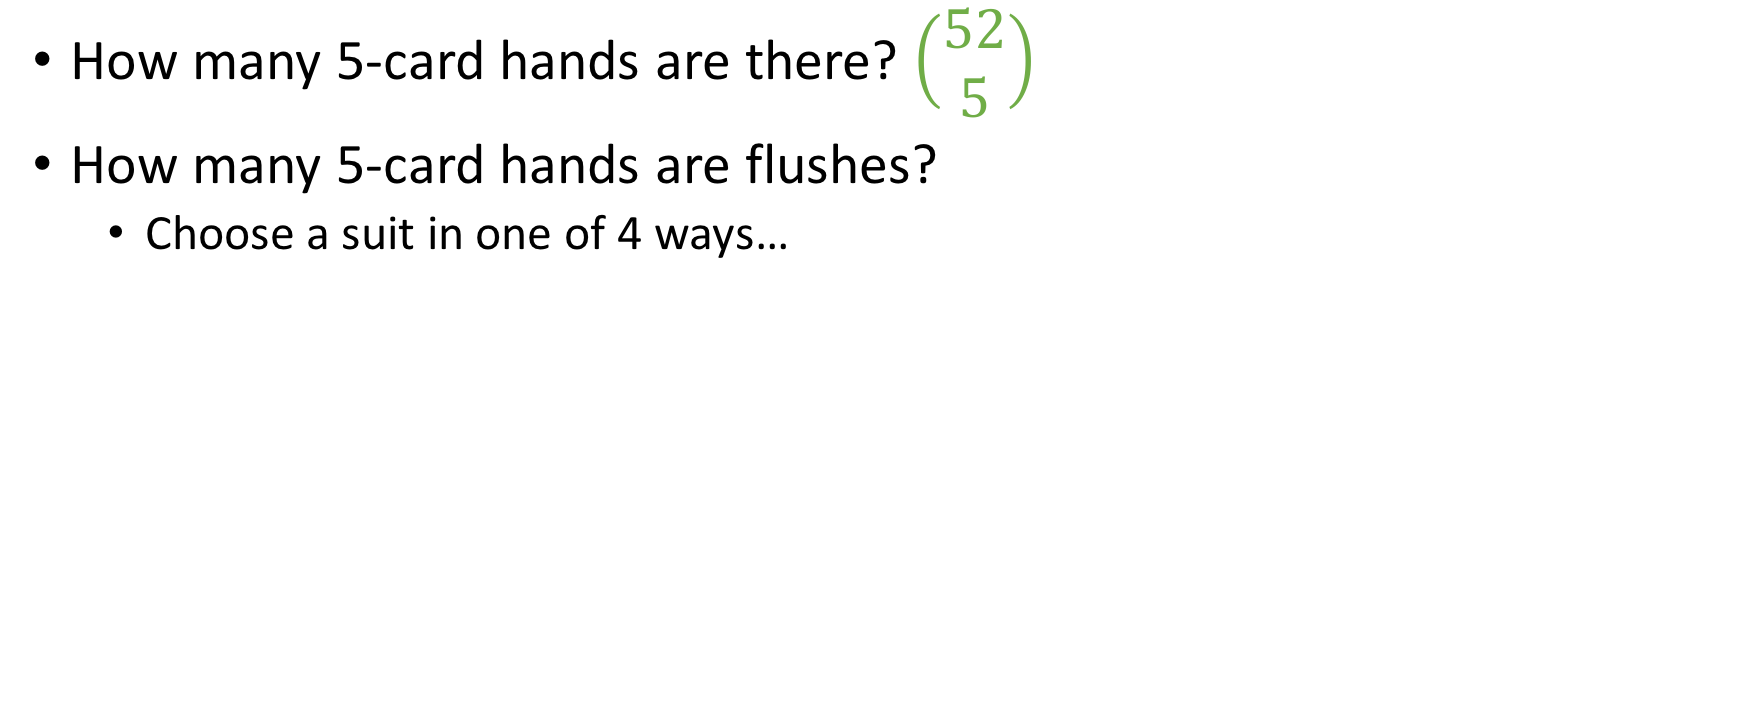 • How many 5-card hands are there? $\binom{52}{5}$
• How many 5-card hands are flushes?
• Choose a suit in one of 4 ways…